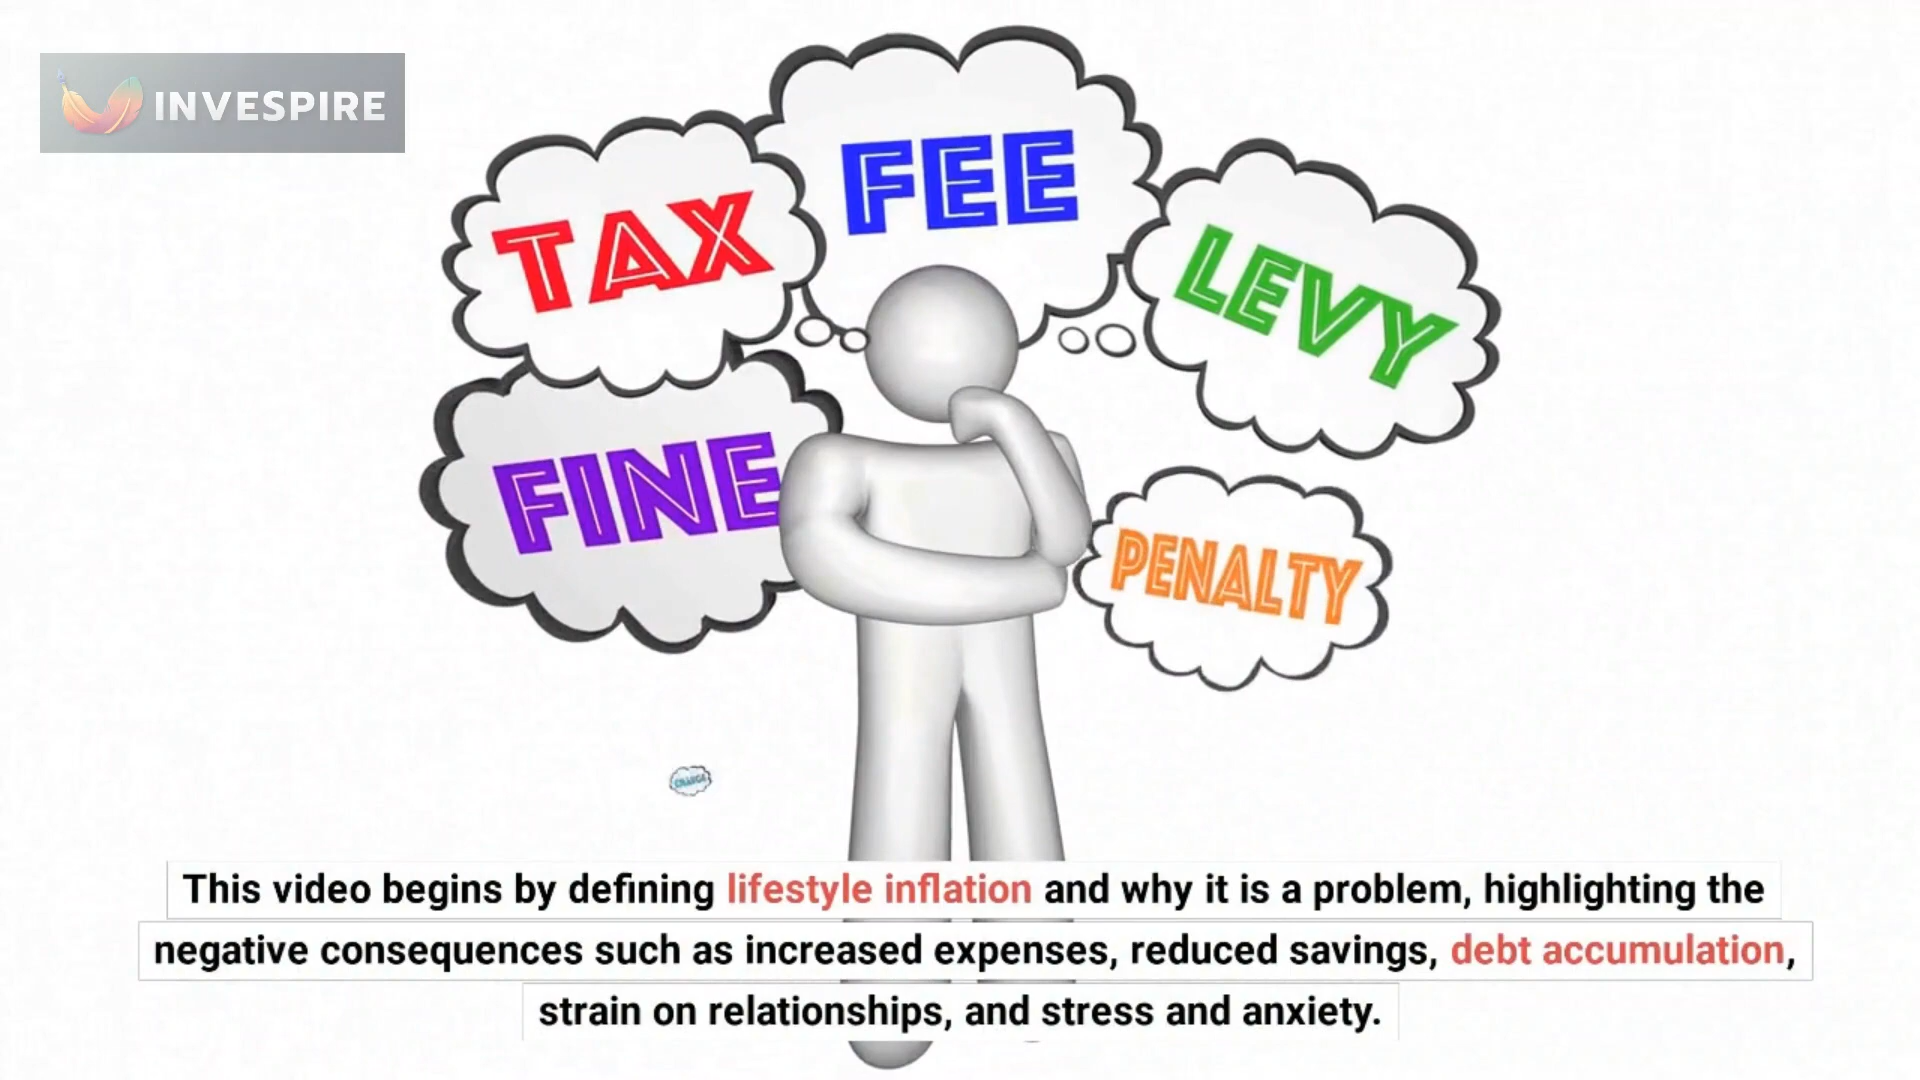 INVESPIRE
FEE
TAX
LEVY
FINE
PENALTY
CHARGE
This video begins by defining lifestyle inflation and why it is a problem, highlighting the
negative consequences such as increased expenses, reduced savings, debt accumulation,
strain on relationships, and stress and anxiety.